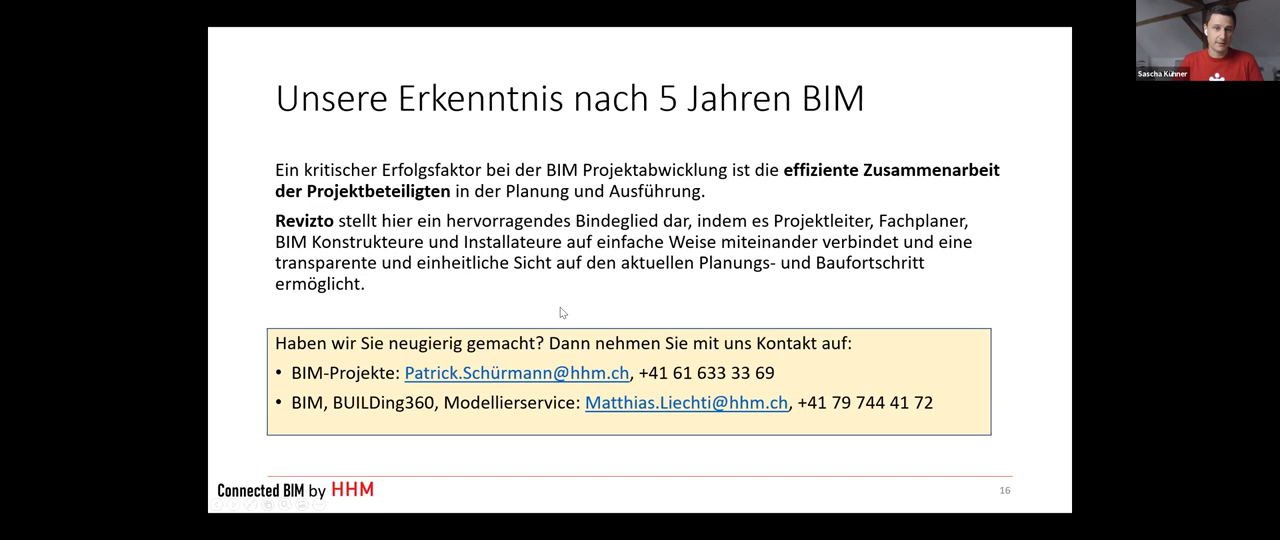 Unsere Erkenntnis nach 5 Jahren BIM
Ein kritischer Erfolgsfaktor bei der BIM Projektabwicklung ist die effiziente Zusammenarbeit
der Projektbeteiligten in der Planung und Ausführung.
Revizto stellt hier ein hervorragendes Bindeglied dar, indem es Projektleiter, Fachplaner,
BIM Konstrukteure und Installateure auf einfache Weise miteinander verbindet und eine
transparente und einheitliche Sicht auf den aktuellen Planungs- und Baufortschritt
ermöglicht.
Haben wir Sie neugierig gemacht? Dann nehmen Sie mit uns Kontakt auf:
• BIM-Projekte: Patrick.Schürmann@hhm.ch, +41 61 633 33 69
• BIM, BUILDing360, Modellierservice: Matthias.Liechti@hhm.ch, +41 79 744 41 72
Connected BIM by HHM
16
Sascha Kühner